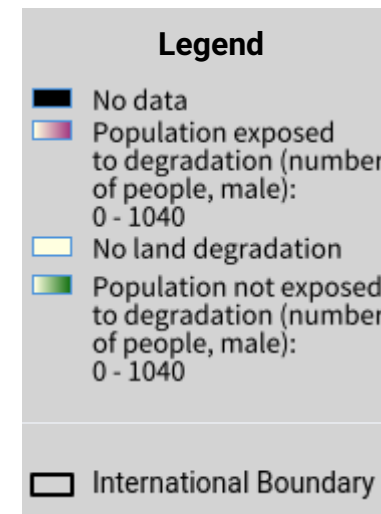 Legend
No data
Population exposed
to degradation (number
of people, male):
0 - 1040
No land degradation
Population not exposed
to degradation (number
of people, male):
0 - 1040
International Boundary